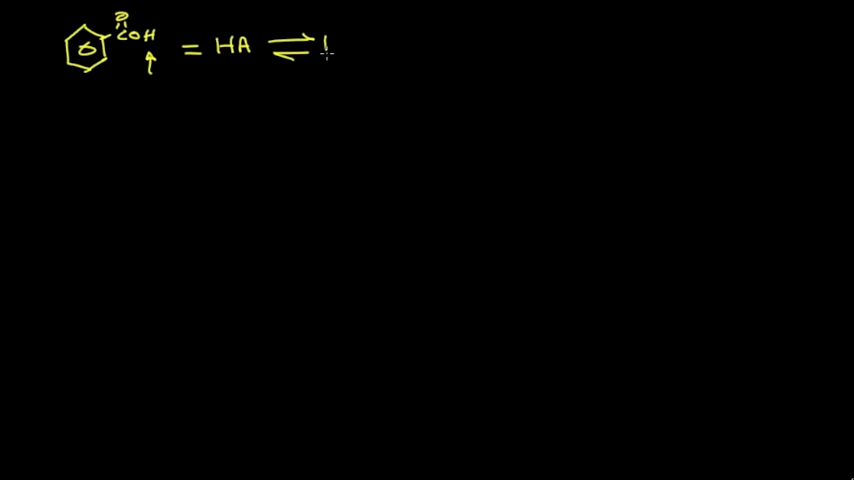 O
COH = HA ⇌